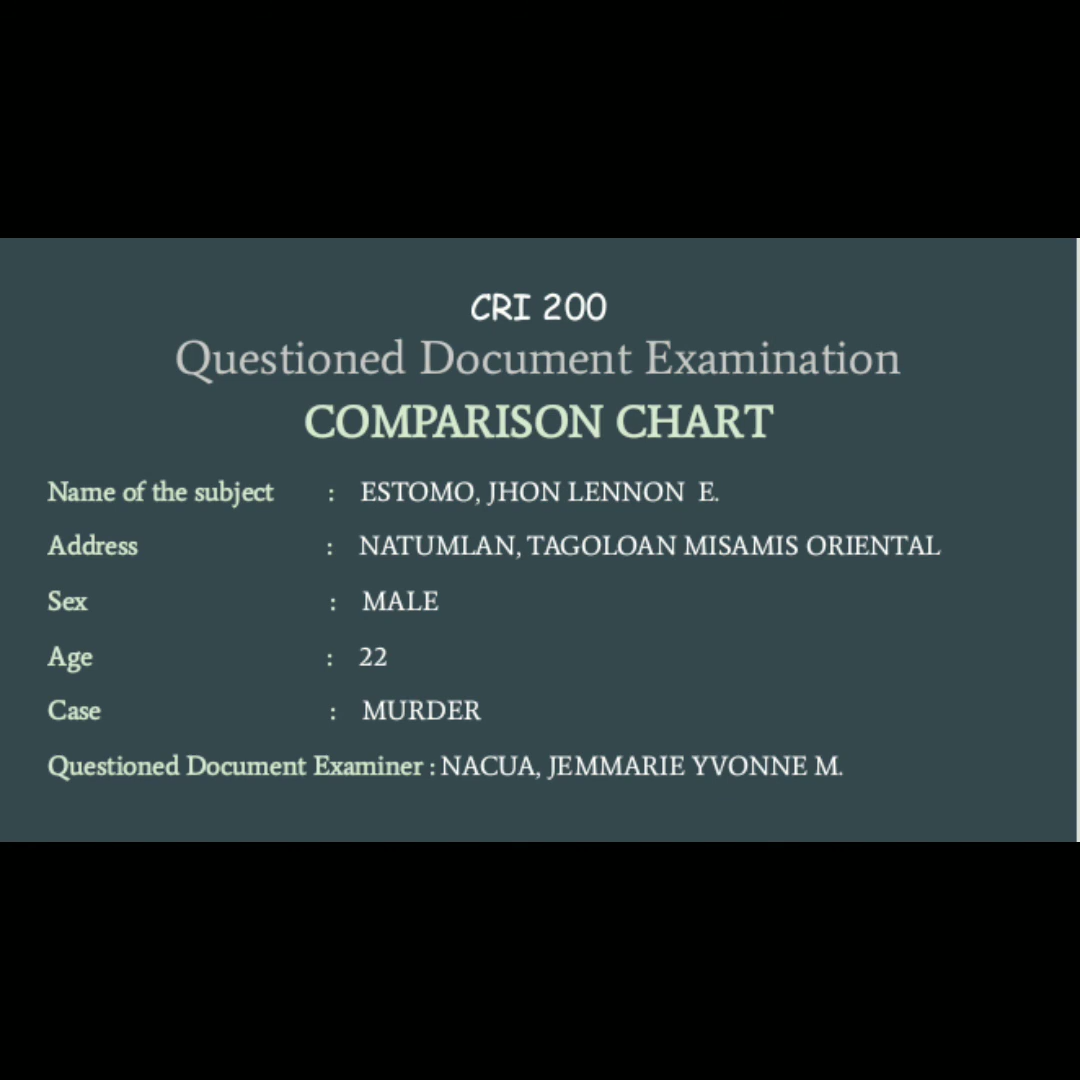 CRI 200
Questioned Document Examination
COMPARISON CHART
Name of the subject : ESTOMO, JHON LENNON E.
Address : NATUMLAN, TAGOLOAN MISAMIS ORIENTAL
Sex : MALE
Age : 22
Case : MURDER
Questioned Document Examiner : NACUA, JEMMARIE YVONNE M.